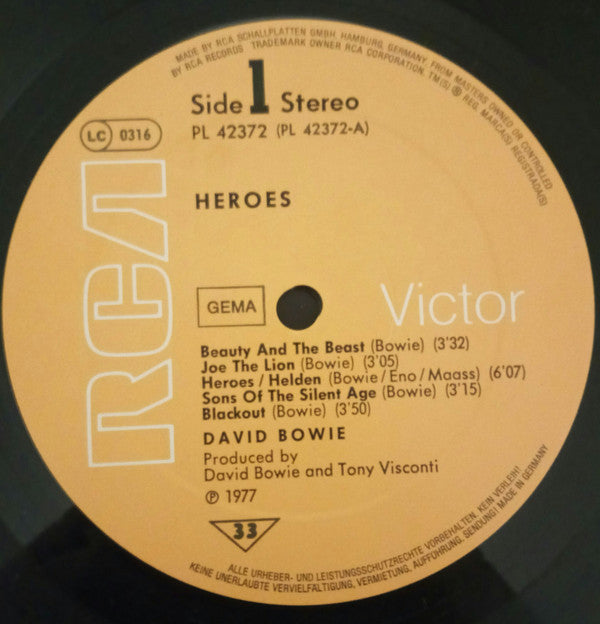 MADE BY RCA SCHALLPLATTEN GMBH, HAMBURG, GERMANY, FROM MASTERS OWNED OR CONTROLLED
BY RCA RECORDS TRADEMARK OWNER RCA CORPORATION, TM(S) ® REG. MARCA(S) REGISTRADA(S)
Side 1 Stereo
PL 42372 (PL 42372-A)
LC 0316
RCA
HEROES
GEMA
Victor
Beauty And The Beast (Bowie) (3'32)
Joe The Lion (Bowie) (3'05)
Heroes / Helden (Bowie / Eno / Maass) (6'07)
Sons Of The Silent Age (Bowie) (3'15)
Blackout (Bowie) (3'50)
DAVID BOWIE
Produced by
David Bowie and Tony Visconti
℗ 1977
33
ALLE URHEBER- UND LEISTUNGSSCHUTZRECHTE VORBEHALTEN. KEIN VERLEIH!
KEINE UNERLAUBTE VERVIELFÄLTIGUNG, VERMIETUNG, AUFFÜHRUNG, SENDUNG! MADE IN GERMANY